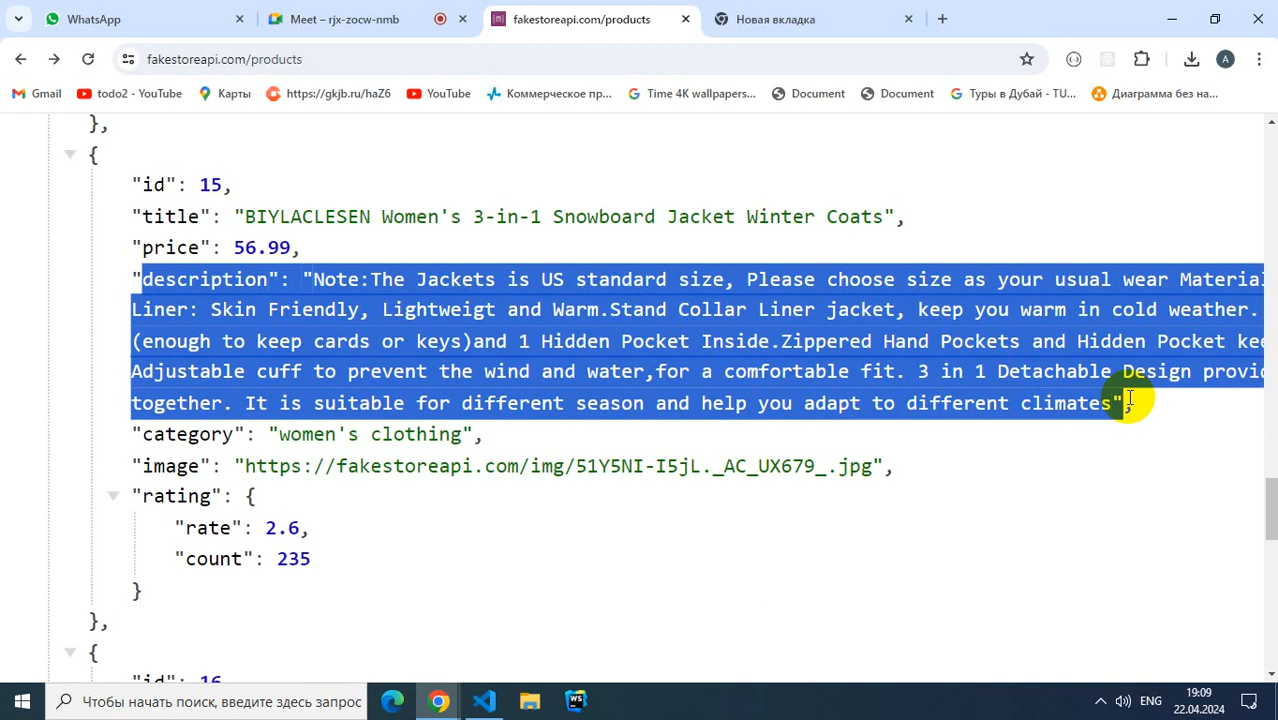 WhatsApp
Meet – rjx-zocw-nmb
fakestoreapi.com/products
Новая вкладка
fakestoreapi.com/products
A
Gmail
todo2 - YouTube
Карты
https://gkjb.ru/haZ6
YouTube
Коммерческое пр...
Time 4K wallpapers...
Document
Document
Туры в Дубай - TU...
Диаграмма без на...
},
{
"id": 15,
"title": "BIYLACLESEN Women's 3-in-1 Snowboard Jacket Winter Coats",
"price": 56.99,
"description": "Note:The Jackets is US standard size, Please choose size as your usual wear Material
Liner: Skin Friendly, Lightweigt and Warm.Stand Collar Liner jacket, keep you warm in cold weather.
(enough to keep cards or keys)and 1 Hidden Pocket Inside.Zippered Hand Pockets and Hidden Pocket kee
Adjustable cuff to prevent the wind and water,for a comfortable fit. 3 in 1 Detachable Design provid
together. It is suitable for different season and help you adapt to different climates",
"category": "women's clothing",
"image": "https://fakestoreapi.com/img/51Y5NI-I5jL._AC_UX679_.jpg",
"rating": {
"rate": 2.6,
"count": 235
}
},
{
"id": 16,
Чтобы начать поиск, введите здесь запрос
WS
ENG
19:09
22.04.2024